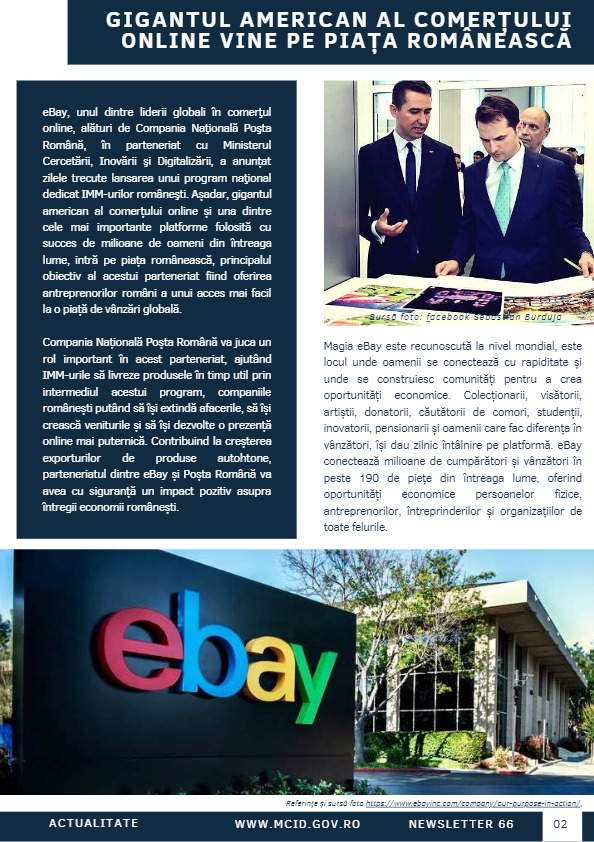 GIGANTUL AMERICAN AL COMERȚULUI
ONLINE VINE PE PIAȚA ROMÂNEASCĂ
eBay, unul dintre liderii globali în comerțul
online, alături de Compania Națională Poșta
Română, în parteneriat cu Ministerul
Cercetării, Inovării și Digitalizării, a anunțat
zilele trecute lansarea unui program național
dedicat IMM-urilor românești. Așadar, gigantul
american al comerțului online și una dintre
cele mai importante platforme folosită cu
succes de milioane de oameni din întreaga
lume, intră pe piața românească, principalul
obiectiv al acestui parteneriat fiind oferirea
antreprenorilor români a unui acces mai facil
la o piață de vânzări globală.
Compania Națională Poșta Română va juca un
rol important în acest parteneriat, ajutând
IMM-urile să livreze produsele în timp util prin
intermediul acestui program, companiile
românești putând să își extindă afacerile, să își
crească veniturile și să își dezvolte o prezență
online mai puternică. Contribuind la creșterea
exporturilor de produse autohtone,
parteneriatul dintre eBay și Poșta Română va
avea cu siguranță un impact pozitiv asupra
întregii economii românești.
Sursă foto: facebook Sebastian Burduja
Magia eBay este recunoscută la nivel mondial, este
locul unde oamenii se conectează cu rapiditate și
unde se construiesc comunități pentru a crea
oportunități economice. Colecționarii, visătorii,
artiștii, donatorii, căutătorii de comori, studenții,
inovatorii, pensionarii și oamenii care fac diferența în
vânzători, își dau zilnic întâlnire pe platformă. eBay
conectează milioane de cumpărători și vânzători în
peste 190 de piețe din întreaga lume, oferind
oportunități economice persoanelor fizice,
antreprenorilor, întreprinderilor și organizațiilor de
toate felurile.
ebay
Referințe și sursă foto https://www.ebayinc.com/company/our-purpose-in-action/,
ACTUALITATE
WWW.MCID.GOV.RO
NEWSLETTER 66
02